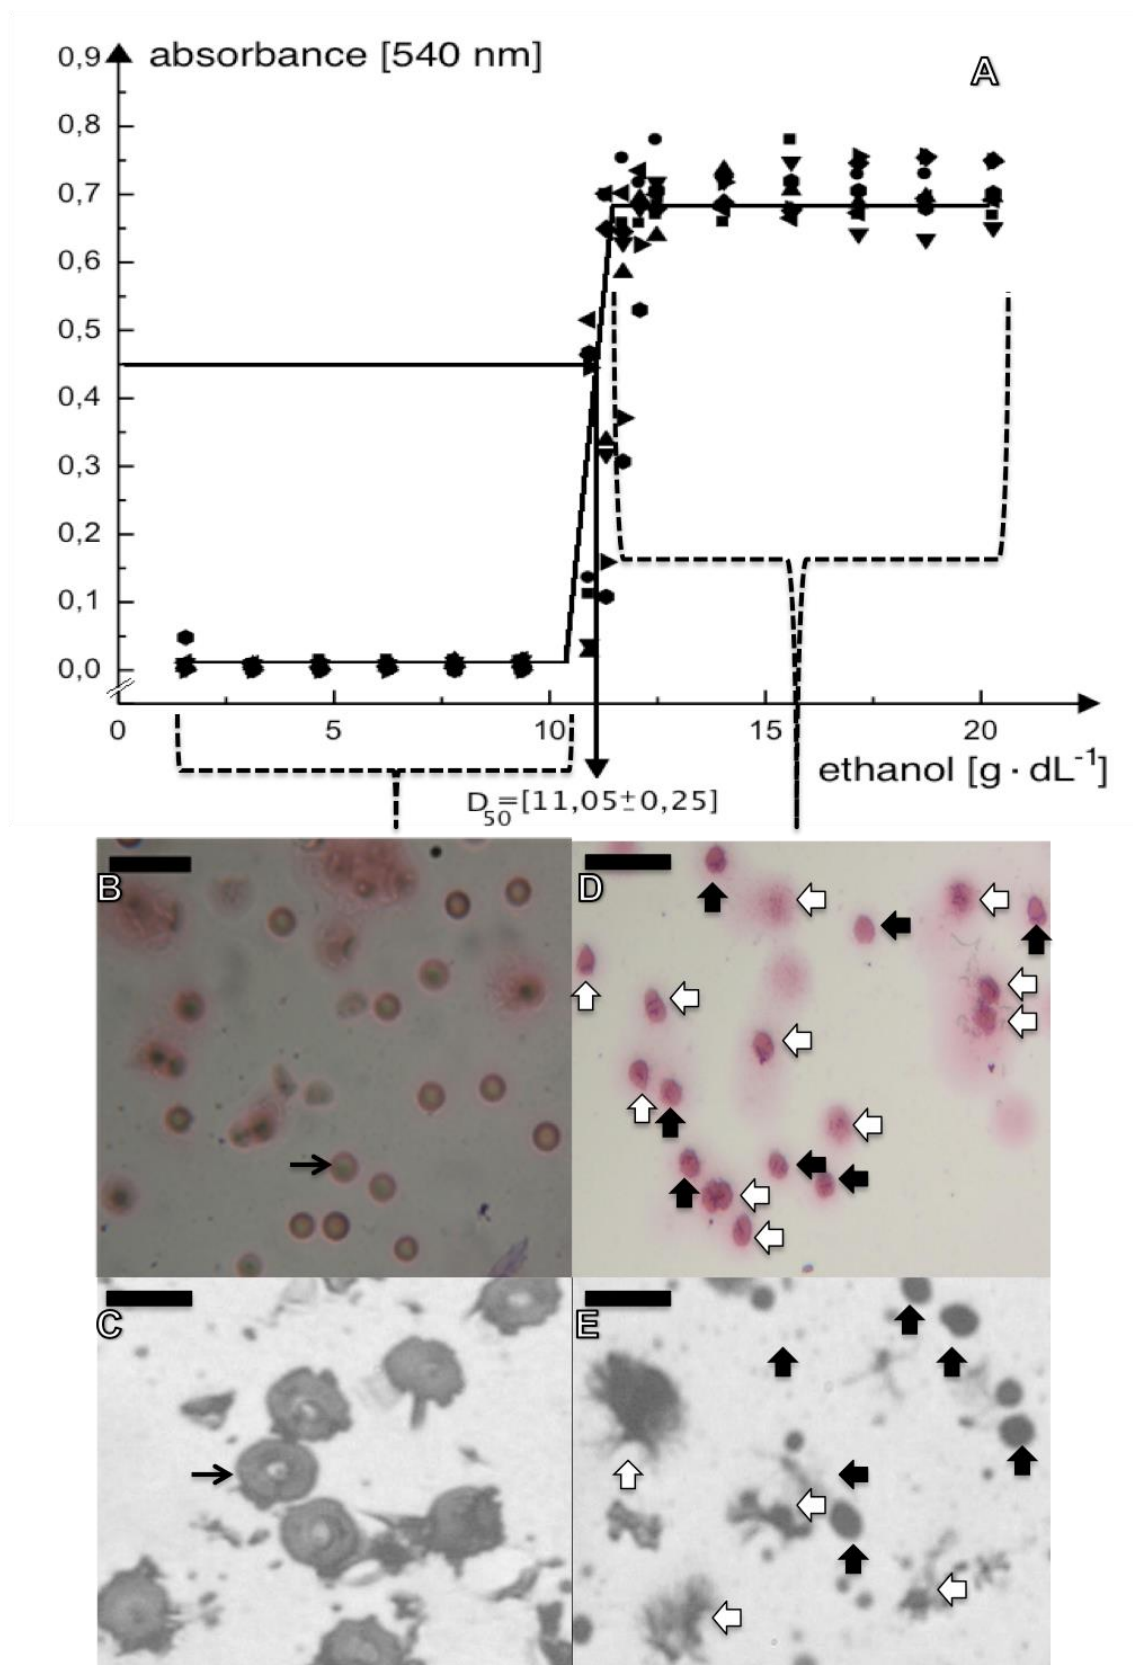 0,9 absorbance [540 nm] A
0,8
0,7
0,6
0,5
0,4
0,3
0,2
0,1
0,0
0 5 10 15 20
ethanol [g · dL⁻¹]
D₅₀=[11,05±0,25]
B D
C E